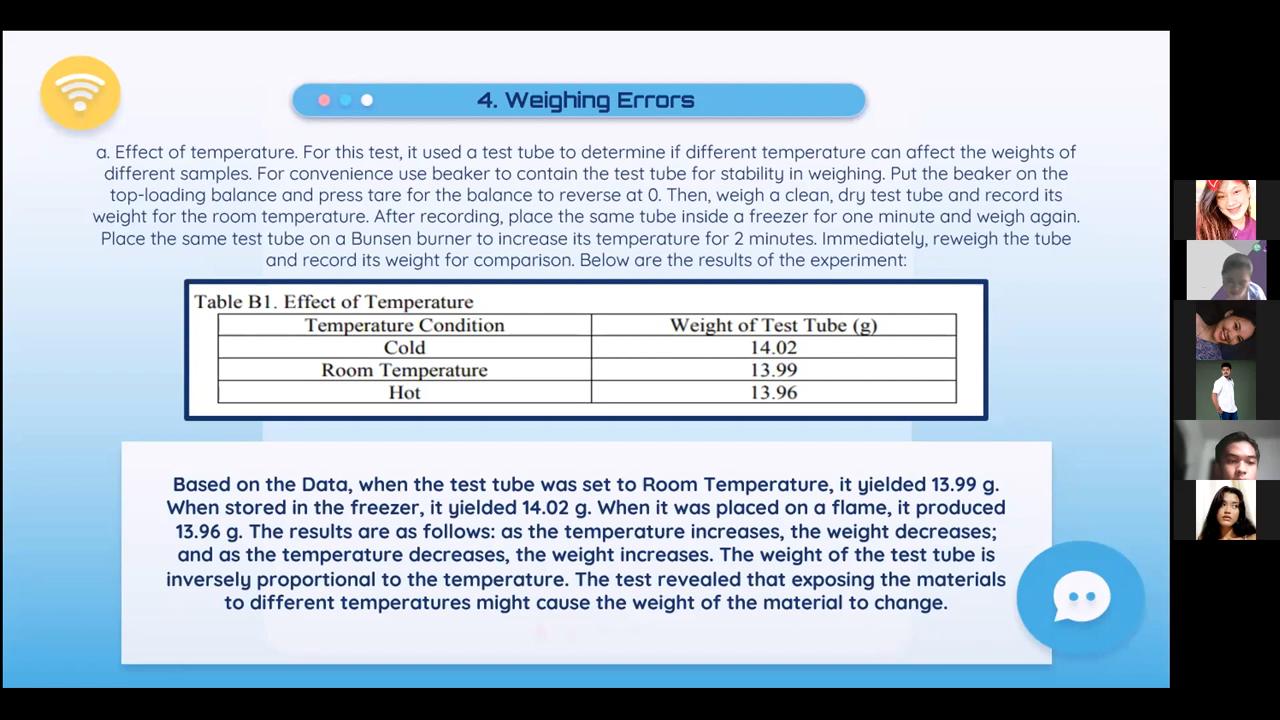 4. Weighing Errors
a. Effect of temperature. For this test, it used a test tube to determine if different temperature can affect the weights of
different samples. For convenience use beaker to contain the test tube for stability in weighing. Put the beaker on the
top-loading balance and press tare for the balance to reverse at 0. Then, weigh a clean, dry test tube and record its
weight for the room temperature. After recording, place the same tube inside a freezer for one minute and weigh again.
Place the same test tube on a Bunsen burner to increase its temperature for 2 minutes. Immediately, reweigh the tube
and record its weight for comparison. Below are the results of the experiment:
Table B1. Effect of Temperature
Temperature Condition Weight of Test Tube (g)
Cold 14.02
Room Temperature 13.99
Hot 13.96
Based on the Data, when the test tube was set to Room Temperature, it yielded 13.99 g.
When stored in the freezer, it yielded 14.02 g. When it was placed on a flame, it produced
13.96 g. The results are as follows: as the temperature increases, the weight decreases;
and as the temperature decreases, the weight increases. The weight of the test tube is
inversely proportional to the temperature. The test revealed that exposing the materials
to different temperatures might cause the weight of the material to change.